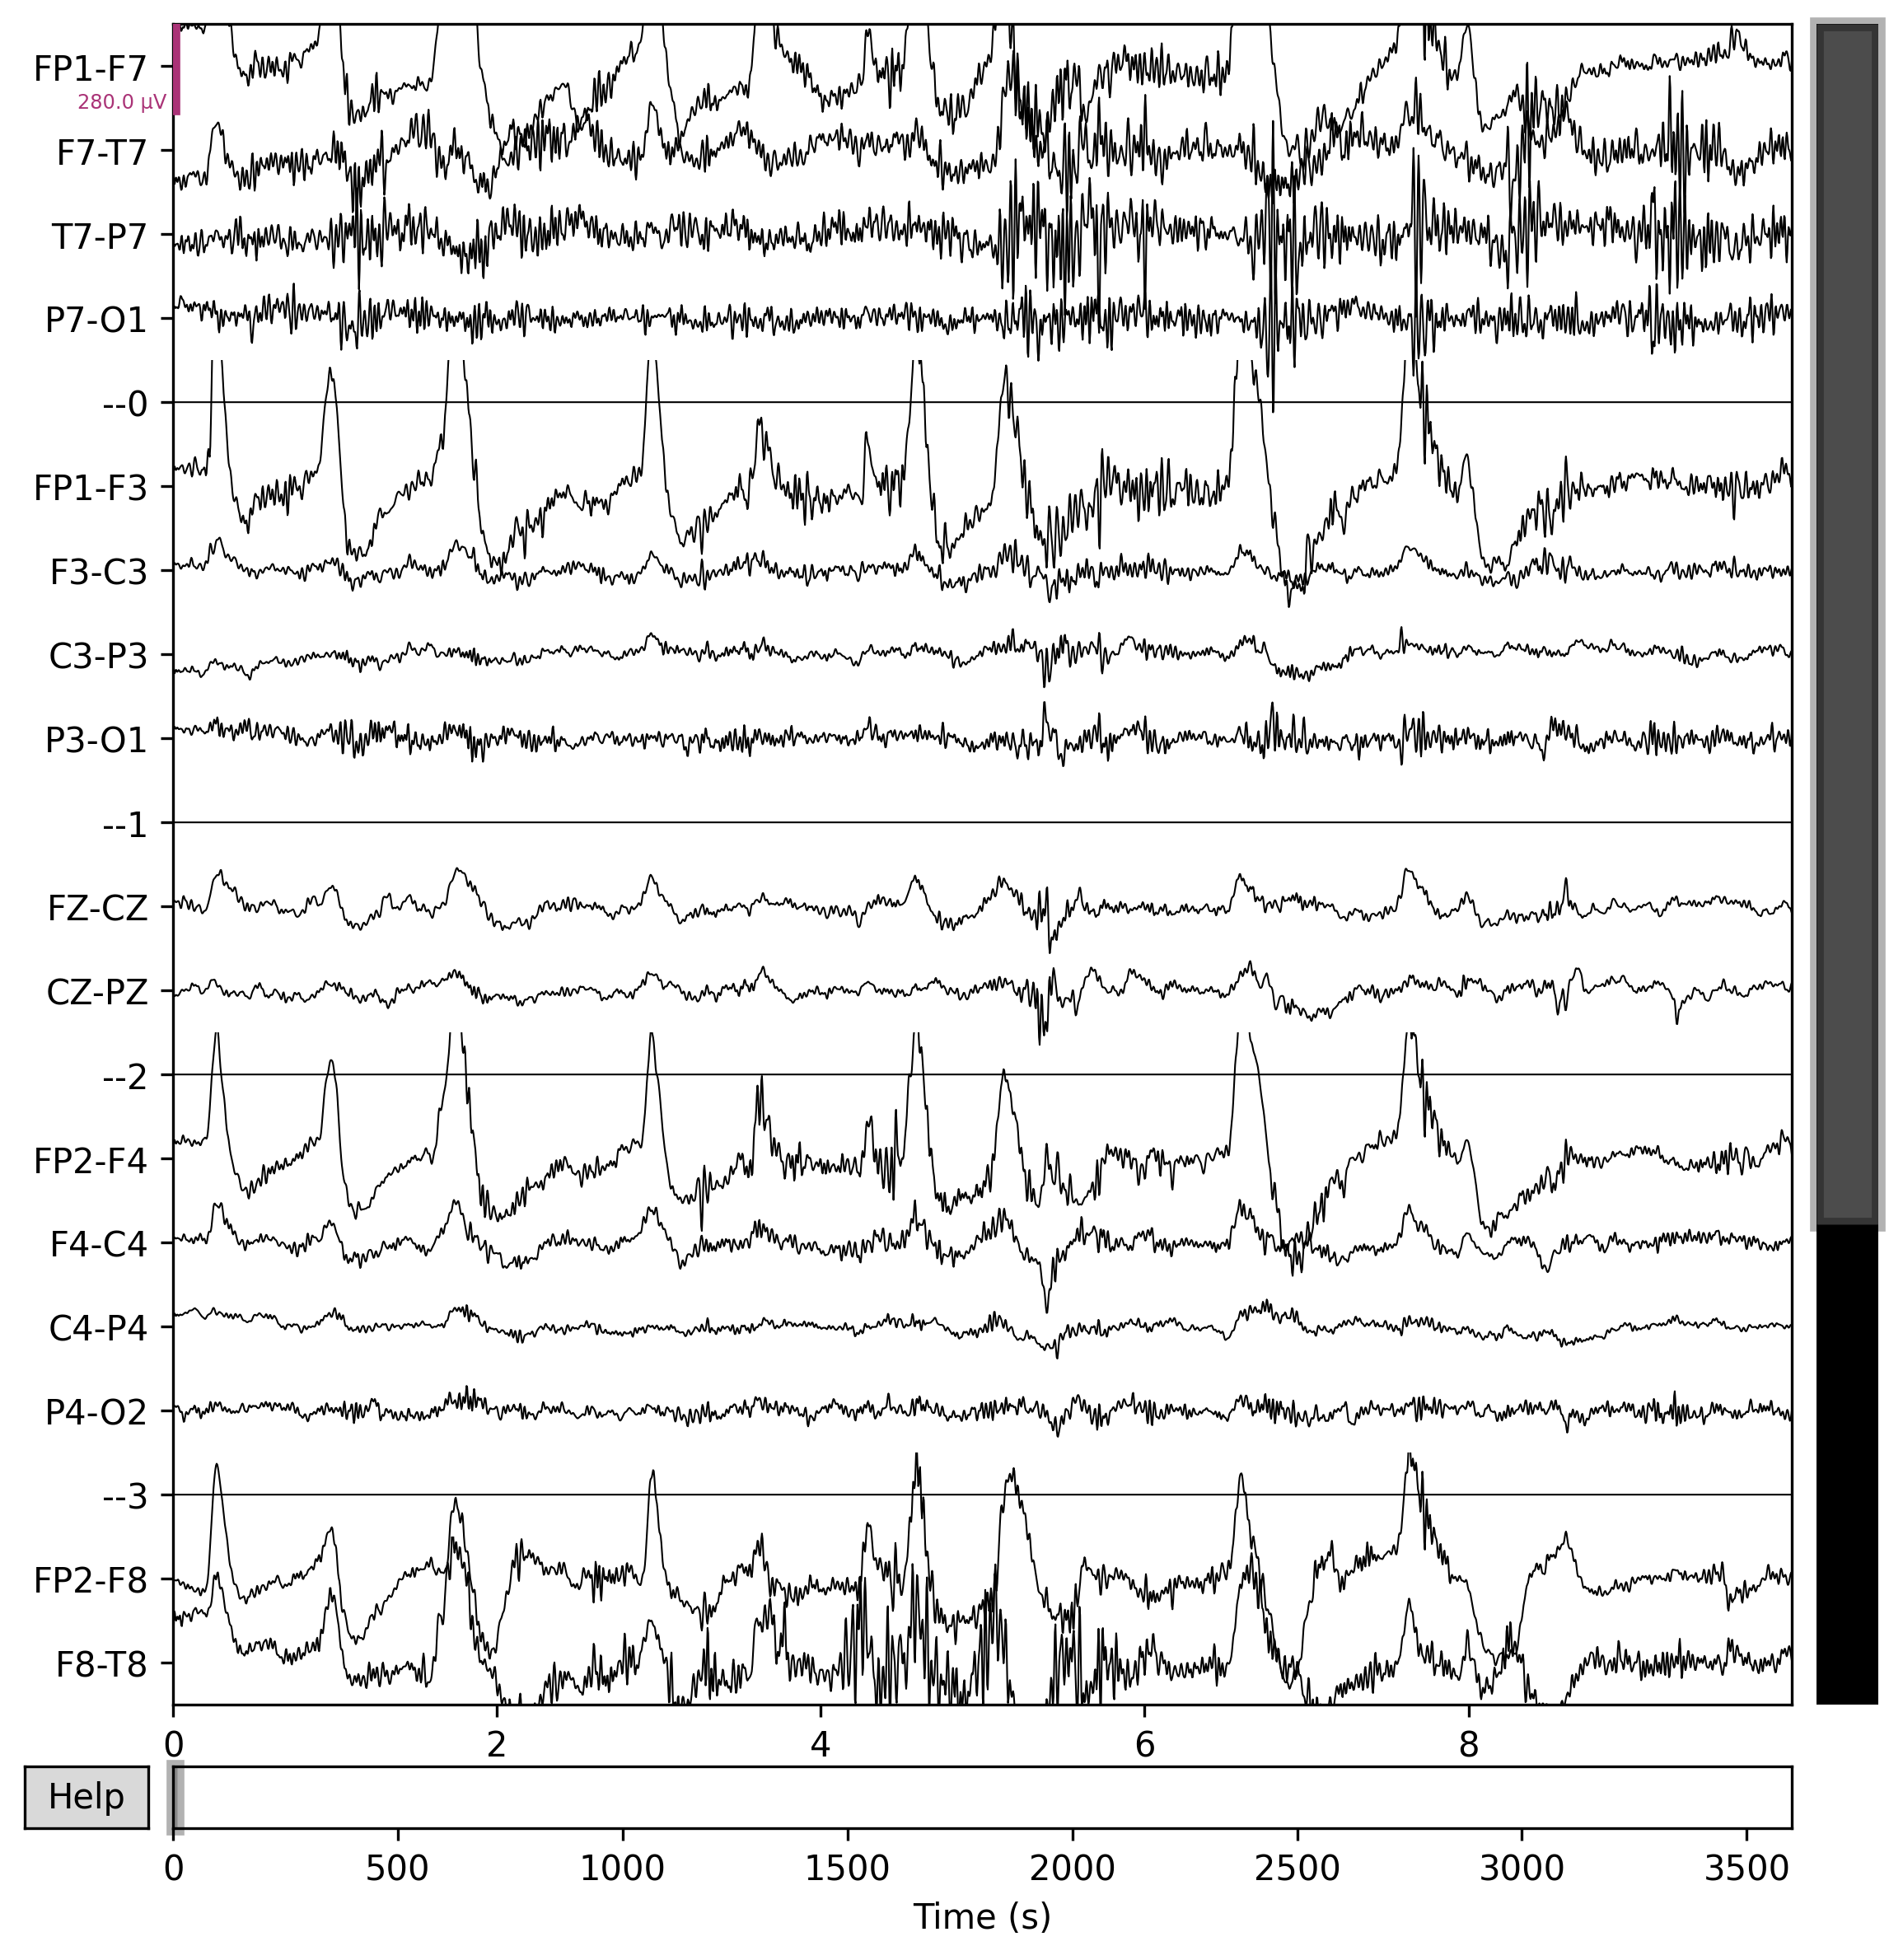 FP1-F7
280.0 µV
F7-T7
T7-P7
P7-O1
--0
FP1-F3
F3-C3
C3-P3
P3-O1
--1
FZ-CZ
CZ-PZ
--2
FP2-F4
F4-C4
C4-P4
P4-O2
--3
FP2-F8
F8-T8
0 2 4 6 8
Help
0 500 1000 1500 2000 2500 3000 3500
Time (s)